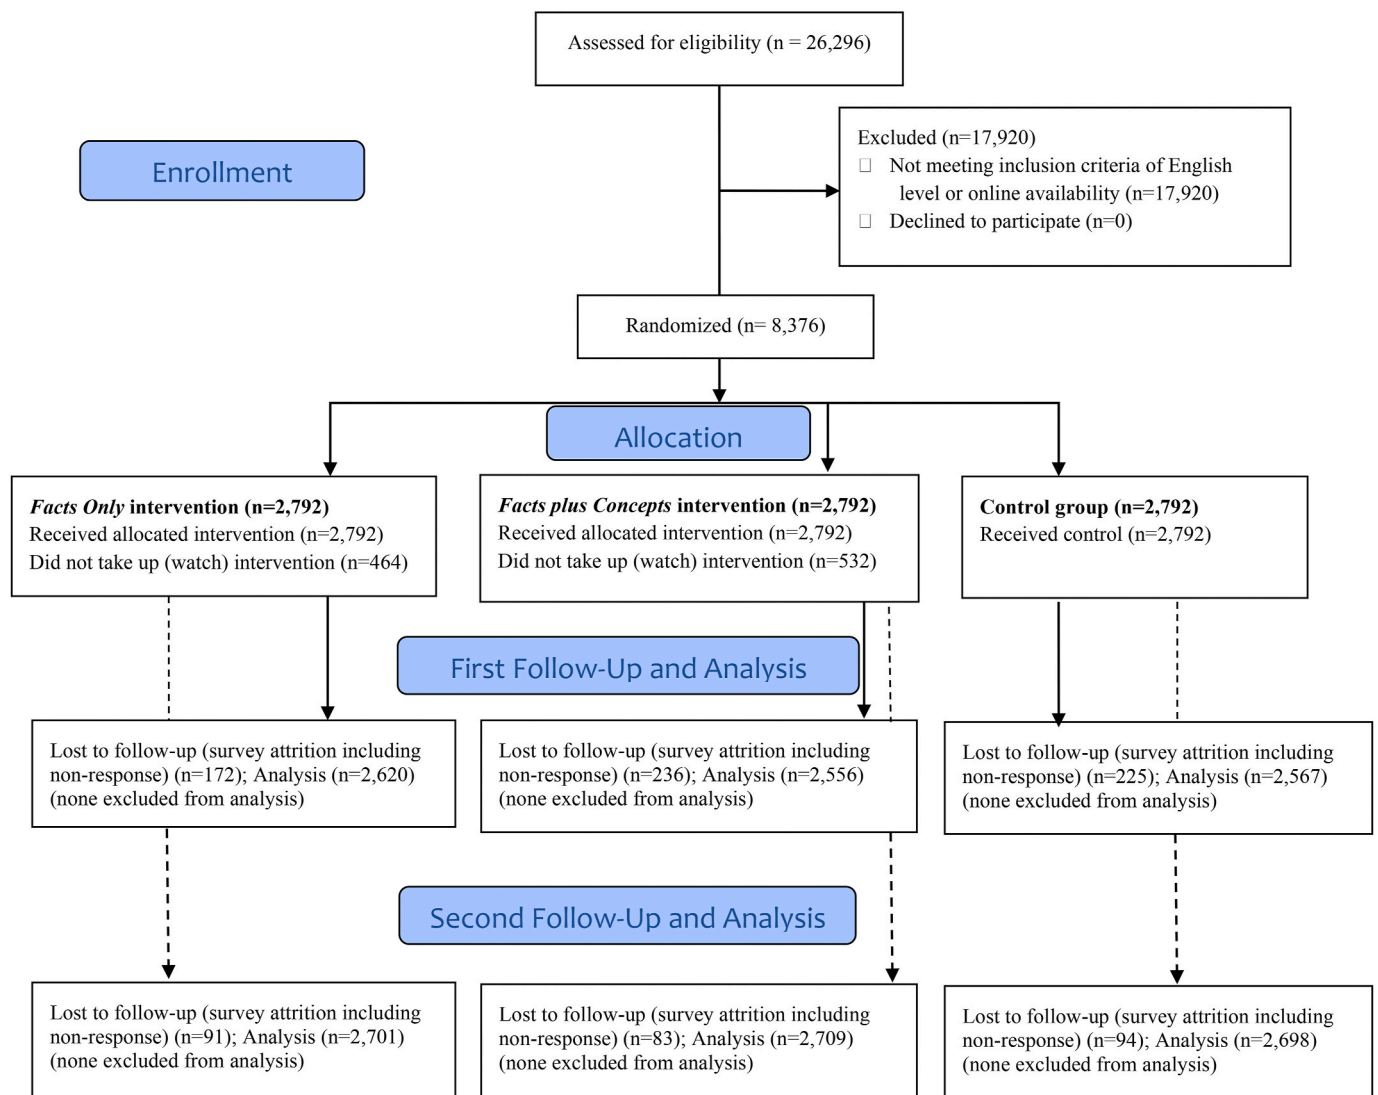 Assessed for eligibility (n = 26,296)
Excluded (n=17,920)
□ Not meeting inclusion criteria of English
level or online availability (n=17,920)
□ Declined to participate (n=0)
Enrollment
Randomized (n= 8,376)
Allocation
Facts Only intervention (n=2,792)
Received allocated intervention (n=2,792)
Did not take up (watch) intervention (n=464)
Facts plus Concepts intervention (n=2,792)
Received allocated intervention (n=2,792)
Did not take up (watch) intervention (n=532)
Control group (n=2,792)
Received control (n=2,792)
First Follow-Up and Analysis
Lost to follow-up (survey attrition including
non-response) (n=172); Analysis (n=2,620)
(none excluded from analysis)
Lost to follow-up (survey attrition including
non-response) (n=236); Analysis (n=2,556)
(none excluded from analysis)
Lost to follow-up (survey attrition including
non-response) (n=225); Analysis (n=2,567)
(none excluded from analysis)
Second Follow-Up and Analysis
Lost to follow-up (survey attrition including
non-response) (n=91); Analysis (n=2,701)
(none excluded from analysis)
Lost to follow-up (survey attrition including
non-response) (n=83); Analysis (n=2,709)
(none excluded from analysis)
Lost to follow-up (survey attrition including
non-response) (n=94); Analysis (n=2,698)
(none excluded from analysis)